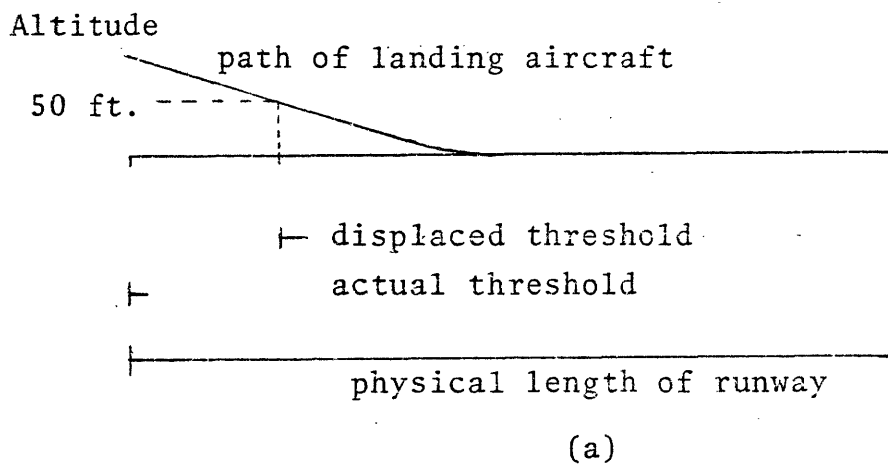 Altitude
path of landing aircraft
50 ft.
displaced threshold
actual threshold
physical length of runway
(a)